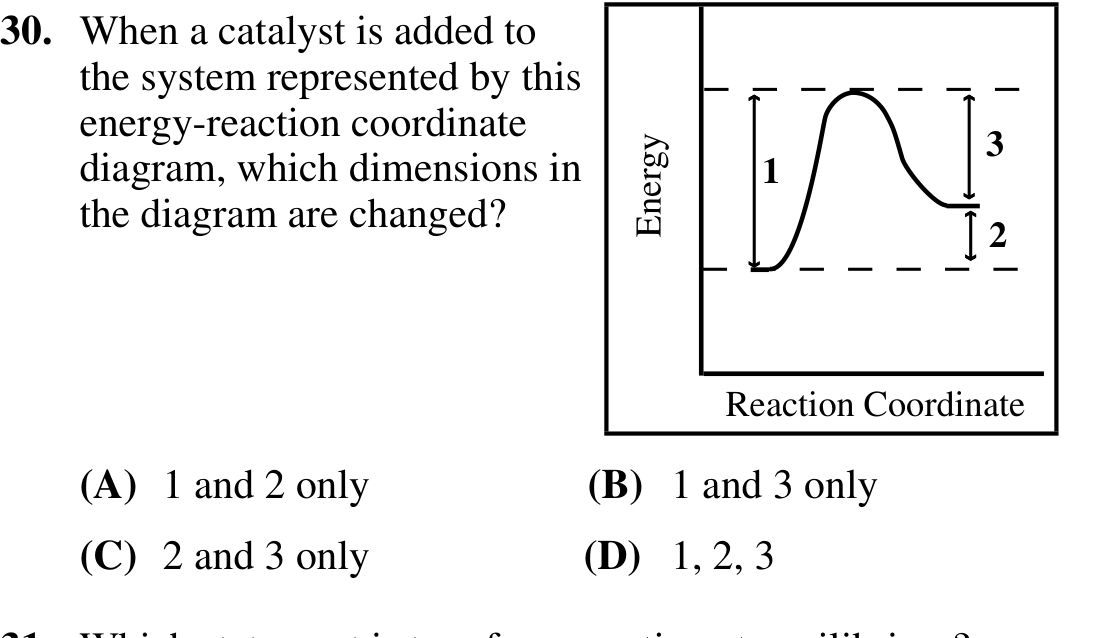 30. When a catalyst is added to
the system represented by this
energy-reaction coordinate
diagram, which dimensions in
the diagram are changed?
Energy
1
3
2
Reaction Coordinate
(A) 1 and 2 only
(B) 1 and 3 only
(C) 2 and 3 only
(D) 1, 2, 3